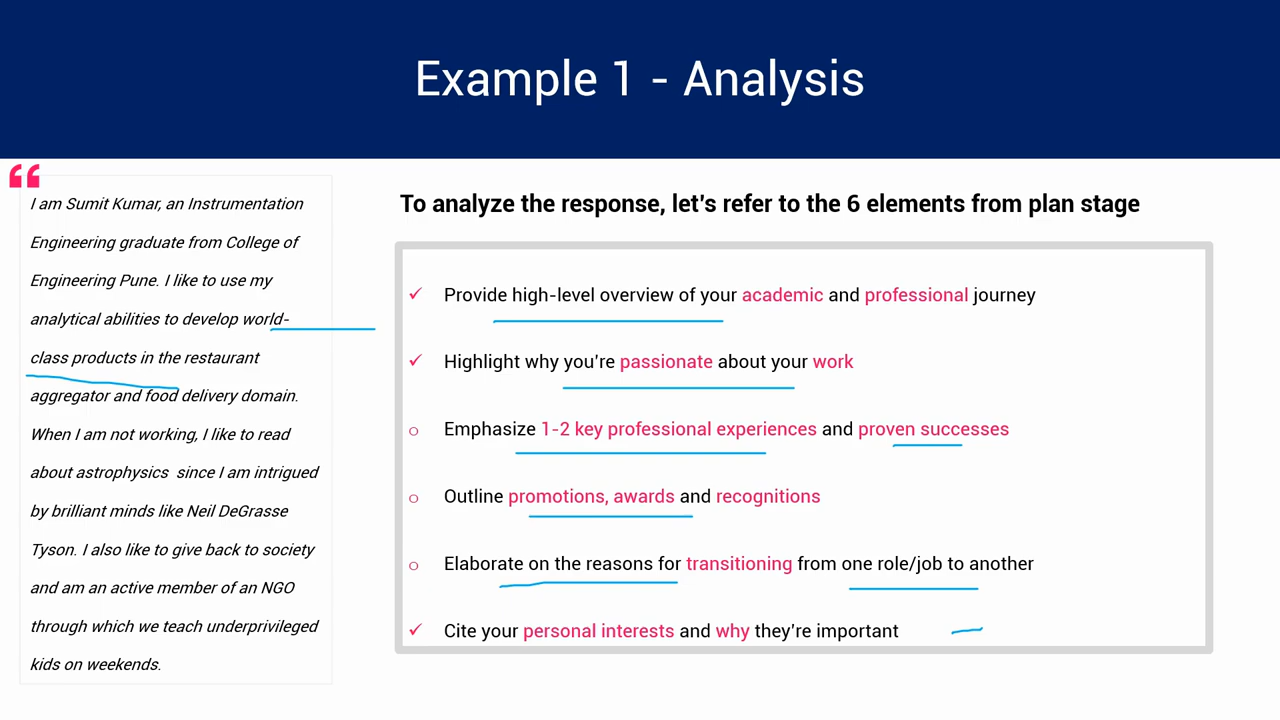 Example 1 - Analysis
I am Sumit Kumar, an Instrumentation
Engineering graduate from College of
Engineering Pune. I like to use my
analytical abilities to develop world-
class products in the restaurant
aggregator and food delivery domain.
When I am not working, I like to read
about astrophysics since I am intrigued
by brilliant minds like Neil DeGrasse
Tyson. I also like to give back to society
and am an active member of an NGO
through which we teach underprivileged
kids on weekends.
To analyze the response, let's refer to the 6 elements from plan stage
✓ Provide high-level overview of your academic and professional journey
✓ Highlight why you're passionate about your work
o Emphasize 1-2 key professional experiences and proven successes
o Outline promotions, awards and recognitions
o Elaborate on the reasons for transitioning from one role/job to another
✓ Cite your personal interests and why they're important